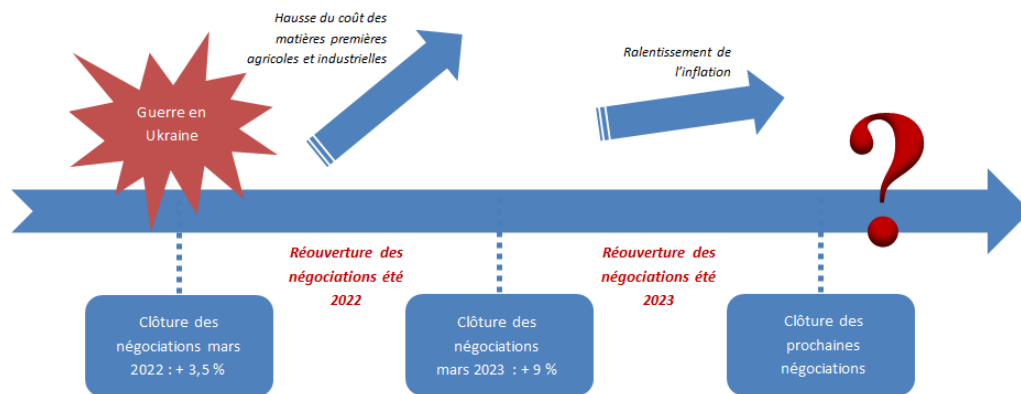 Hausse du coût des
matières premières
agricoles et industrielles
Ralentissement de
l'inflation
Guerre en
Ukraine
?
Réouverture des
négociations été
2022
Réouverture des
négociations été
2023
Clôture des
négociations mars
2022 : + 3,5 %
Clôture des
négociations
mars 2023 : + 9 %
Clôture des
prochaines
négociations